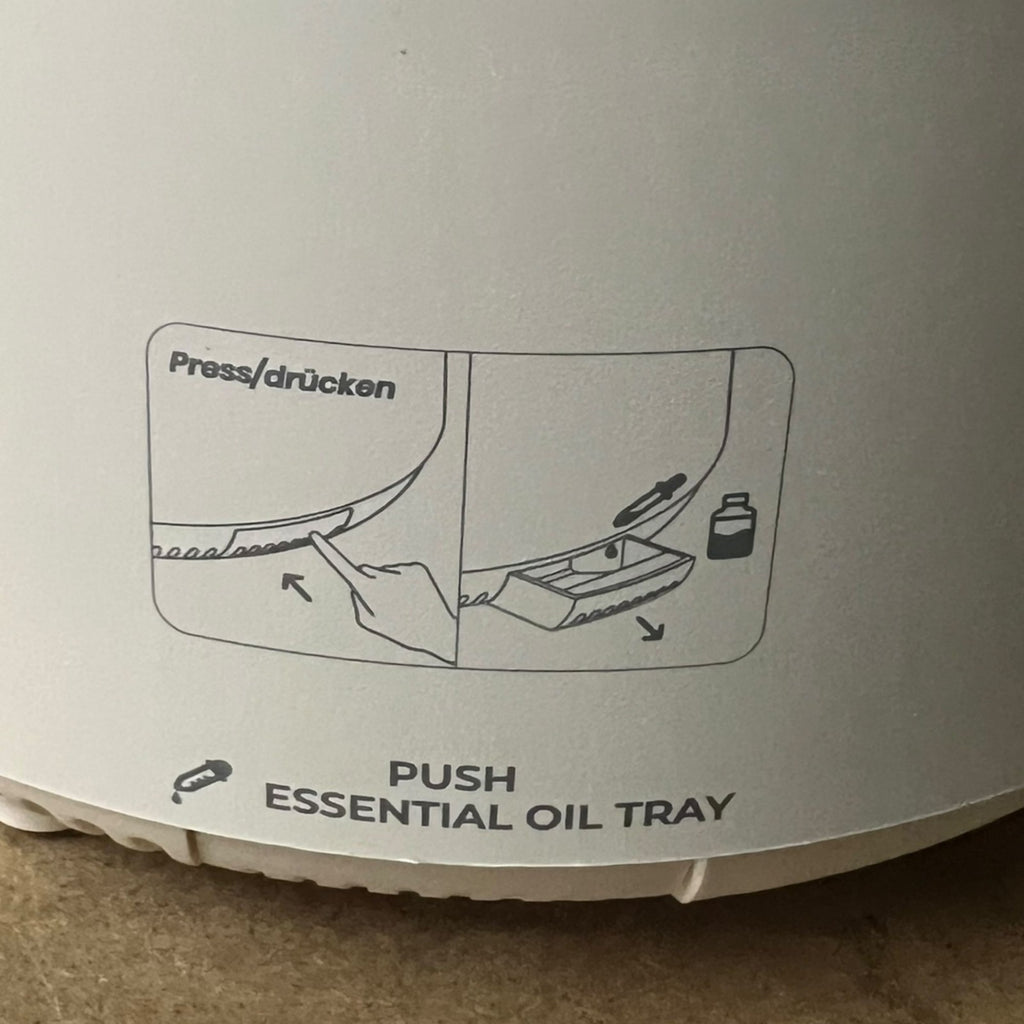 Press/drücken
PUSH
ESSENTIAL OIL TRAY